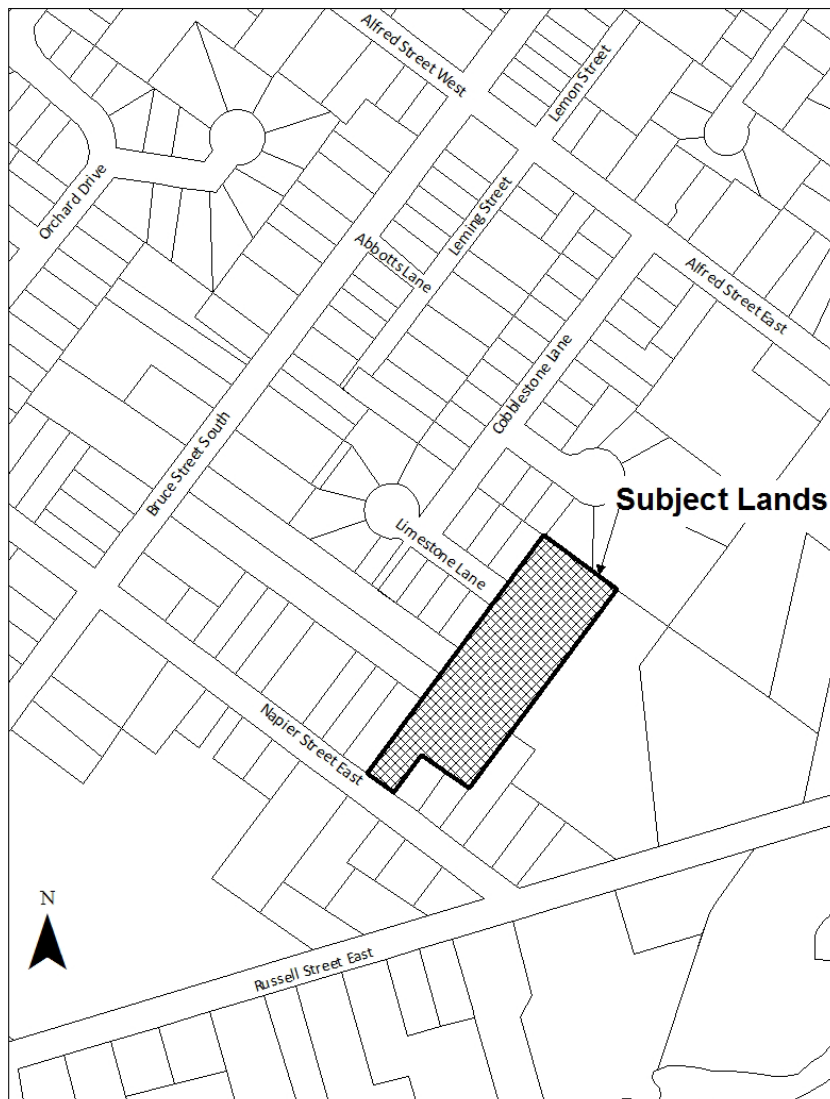 Alfred Street West
Lemon Street
Orchard Drive
Leming Street
Abbotts Lane
Alfred Street East
Cobblestone Lane
Bruce Street South
Subject Lands
Limestone Lane
Napier Street East
N
Russell Street East